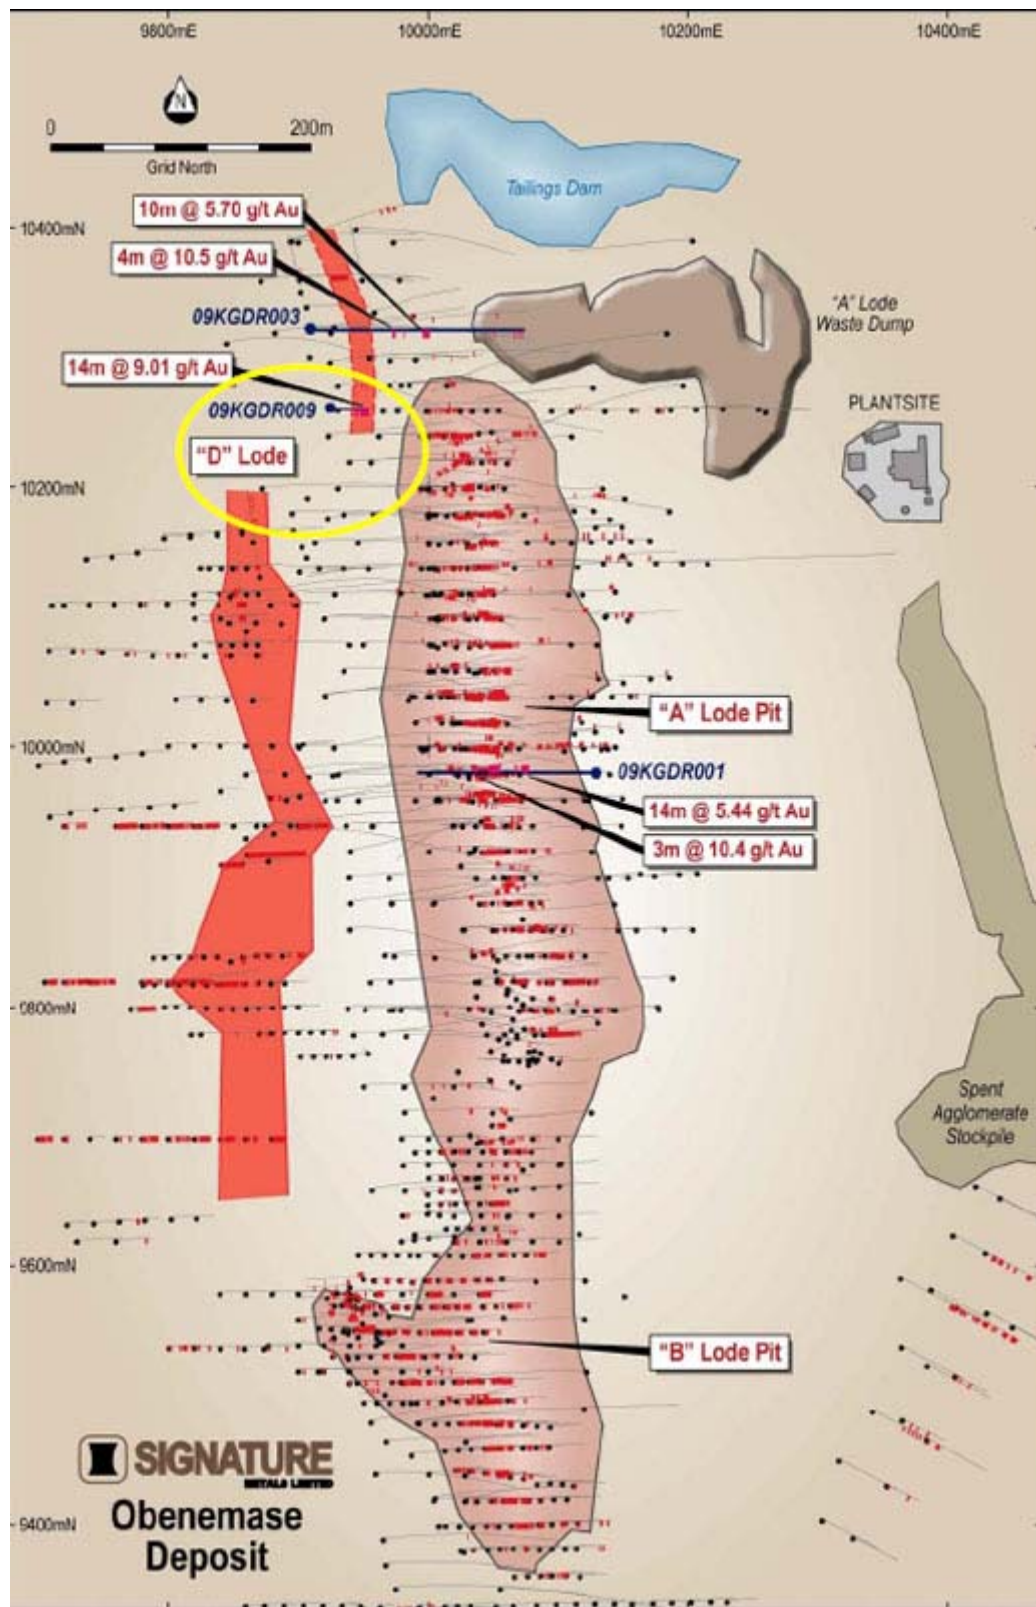 9800mE
10000mE
10200mE
10400mE
N
0
200m
Grid North
Tailings Dam
10m @ 5.70 g/t Au
10400mN
4m @ 10.5 g/t Au
"A" Lode
Waste Dump
09KGDR003
14m @ 9.01 g/t Au
PLANTSITE
09KGDR009
"D" Lode
10200mN
"A" Lode Pit
10000mN
09KGDR001
14m @ 5.44 g/t Au
3m @ 10.4 g/t Au
9800mN
Spent
Agglomerate
Stockpile
9600mN
"B" Lode Pit
SIGNATURE
METALS LIMITED
Obenemase
Deposit
9400mN